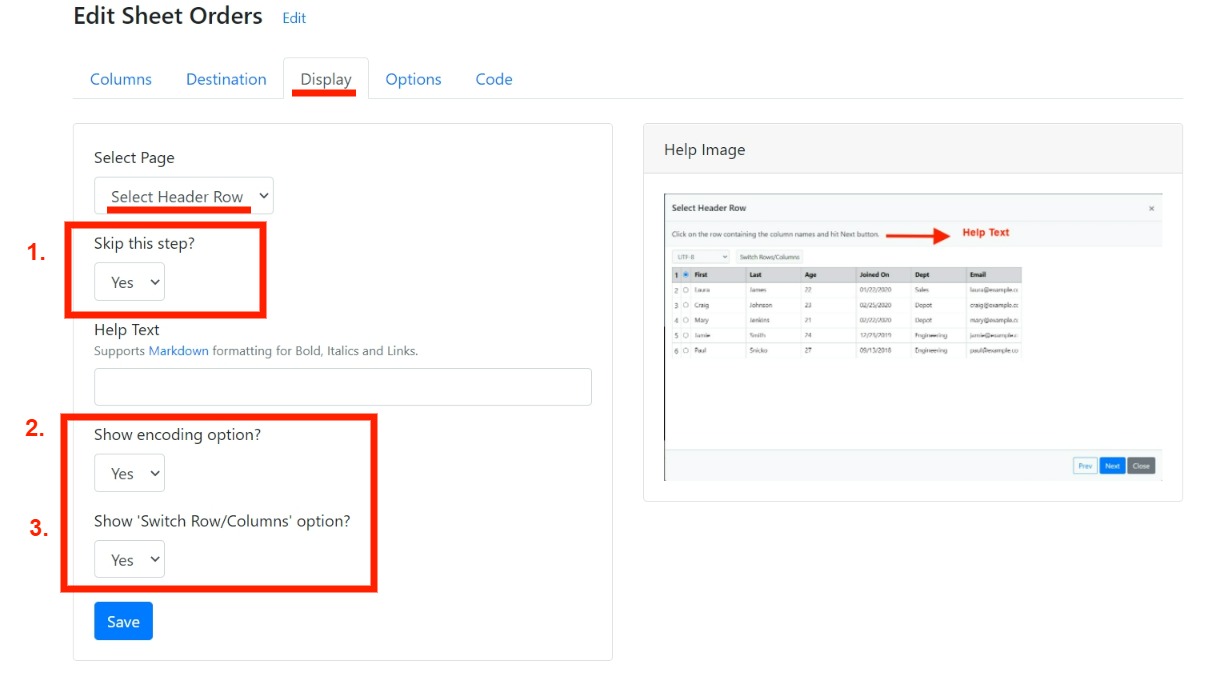 Edit Sheet Orders Edit
Columns Destination Display Options Code
Select Page
Select Header Row
1.
Skip this step?
Yes
Help Text
Supports Markdown formatting for Bold, Italics and Links.
2.
Show encoding option?
Yes
3.
Show 'Switch Row/Columns' option?
Yes
Save
Help Image
Select Header Row ×
Click on the row containing the column names and hit Next button. Help Text
UTF-8 Switch Rows/Columns
1 First Last Age Joined On Dept Email
2 Laura James 22 01/22/2020 Sales laura@example.co
3 Craig Johnson 23 02/25/2020 Depot craig@example.co
4 Mary Jenkins 21 02/22/2020 Depot mary@example.co
5 Jamie Smith 24 12/23/2019 Engineering jamie@example.c
6 Paul Snicko 27 09/13/2018 Engineering paul@example.co
Prev Next Close